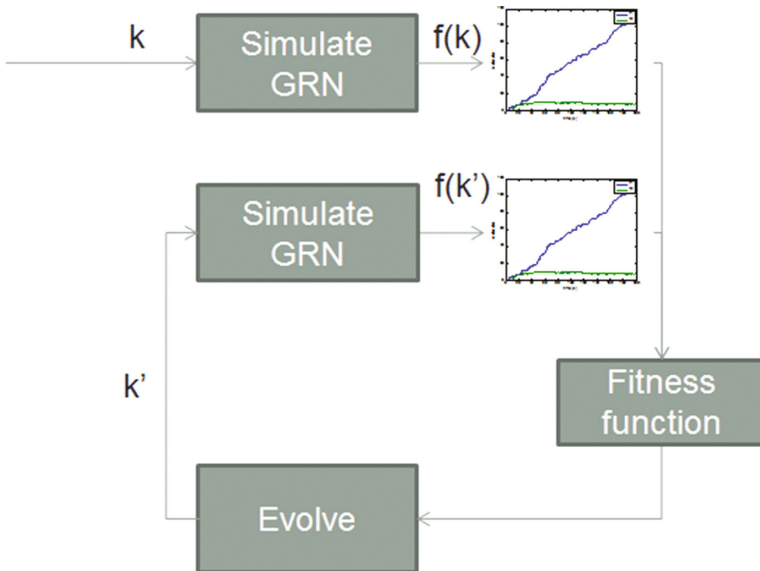 k
Simulate
GRN
f(k)
Simulate
GRN
f(k’)
k’
Fitness
function
Evolve